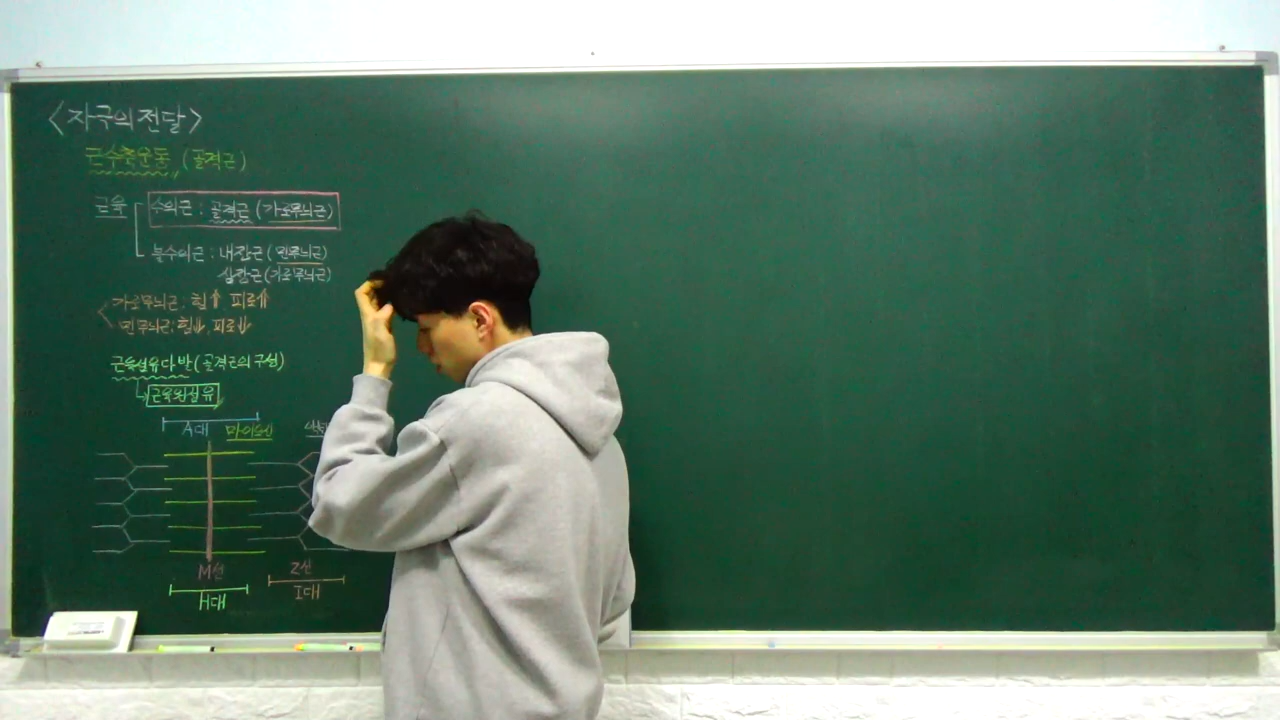 <자극의 전달>
근수축운동 (골격근)
근육 수의근 : 골격근 (가로무늬근)
불수의근 : 내장근 (민무늬근)
심장근 (가로무늬근)
가로무늬근 : 힘⇑ 피로⇑
민무늬근 : 힘⇓ 피로⇓
근육섬유다발 (골격근의 구성)
→ 근육원섬유
A대 마이오신
M선 Z선
H대 I대